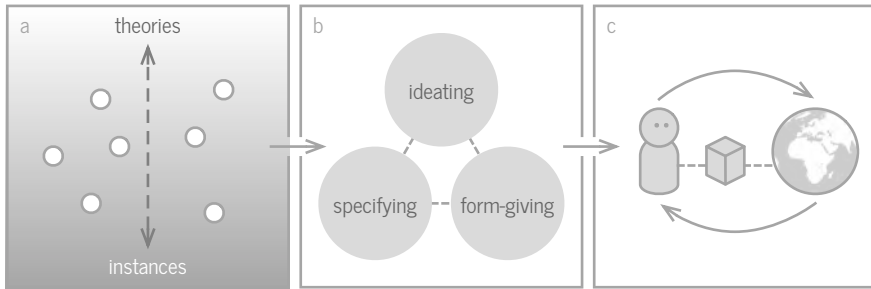 a
theories
instances
b
ideating
specifying
form-giving
c